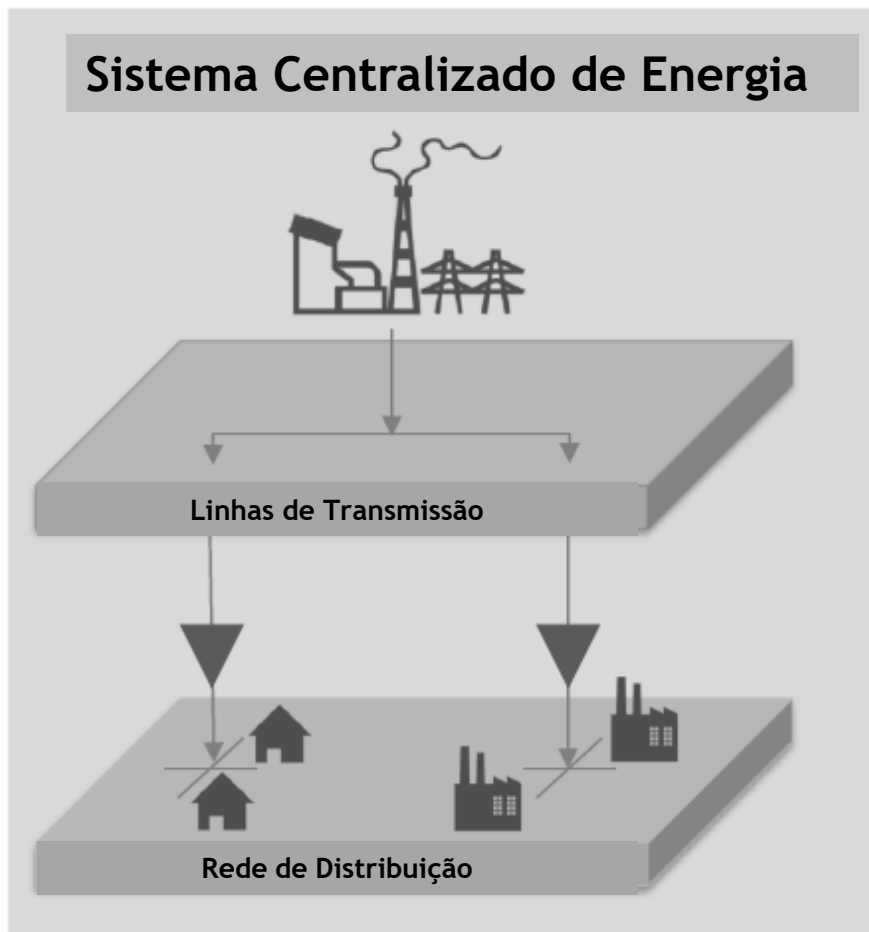 Sistema Centralizado de Energia
Linhas de Transmissão
Rede de Distribuição